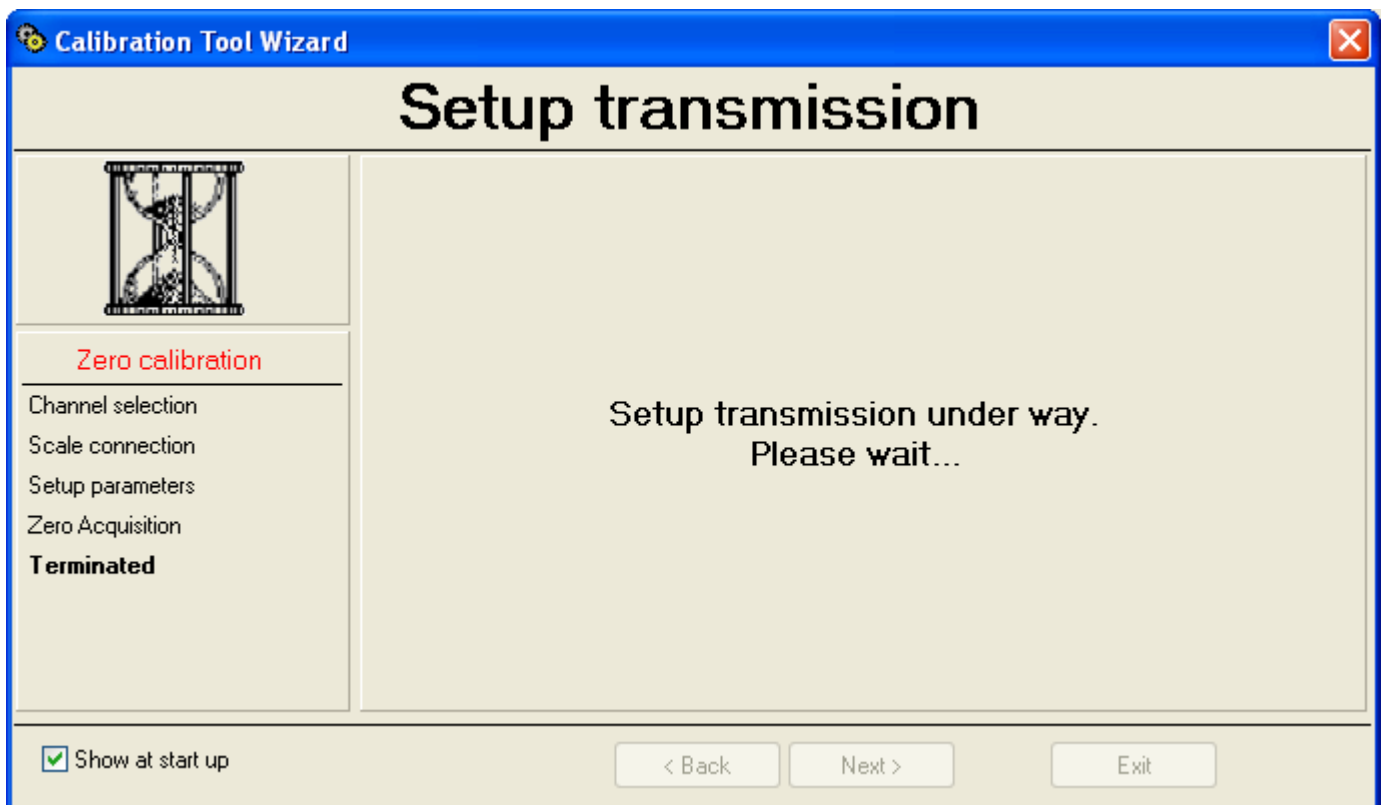 Calibration Tool Wizard
Setup transmission
Zero calibration
Channel selection
Scale connection
Setup parameters
Zero Acquisition
Terminated
Setup transmission under way.
Please wait...
Show at start up
< Back
Next >
Exit